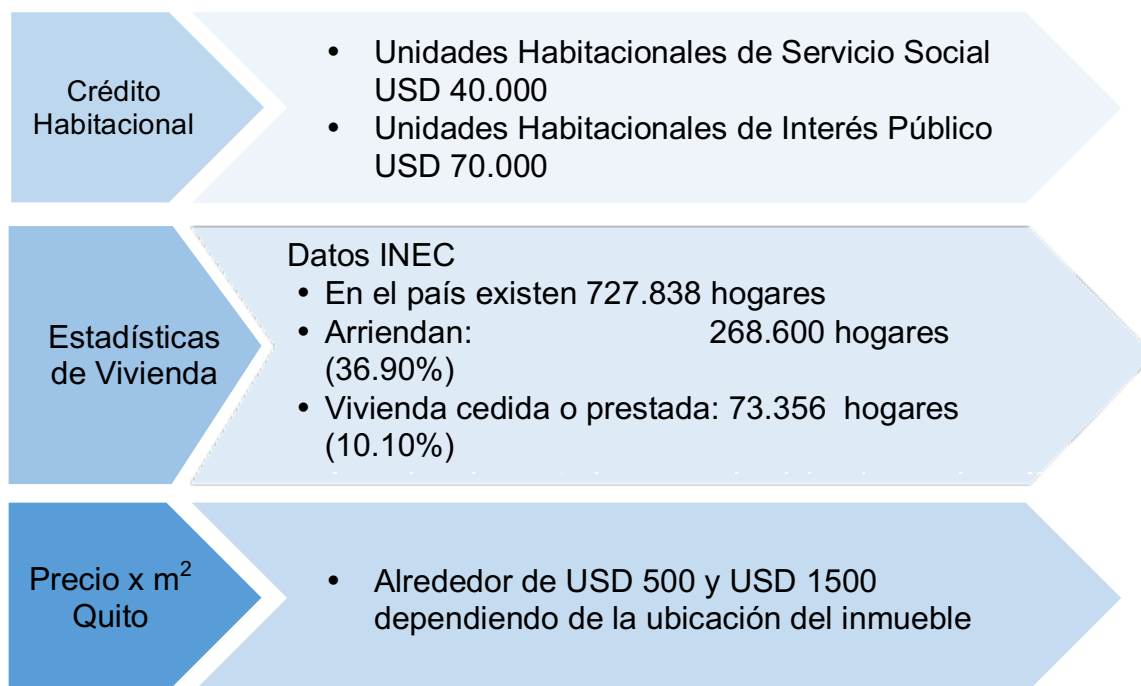 Crédito
Habitacional
• Unidades Habitacionales de Servicio Social
USD 40.000
• Unidades Habitacionales de Interés Público
USD 70.000
Estadísticas
de Vivienda
Datos INEC
• En el país existen 727.838 hogares
• Arriendan: 268.600 hogares
(36.90%)
• Vivienda cedida o prestada: 73.356 hogares
(10.10%)
Precio x m²
Quito
• Alrededor de USD 500 y USD 1500
dependiendo de la ubicación del inmueble